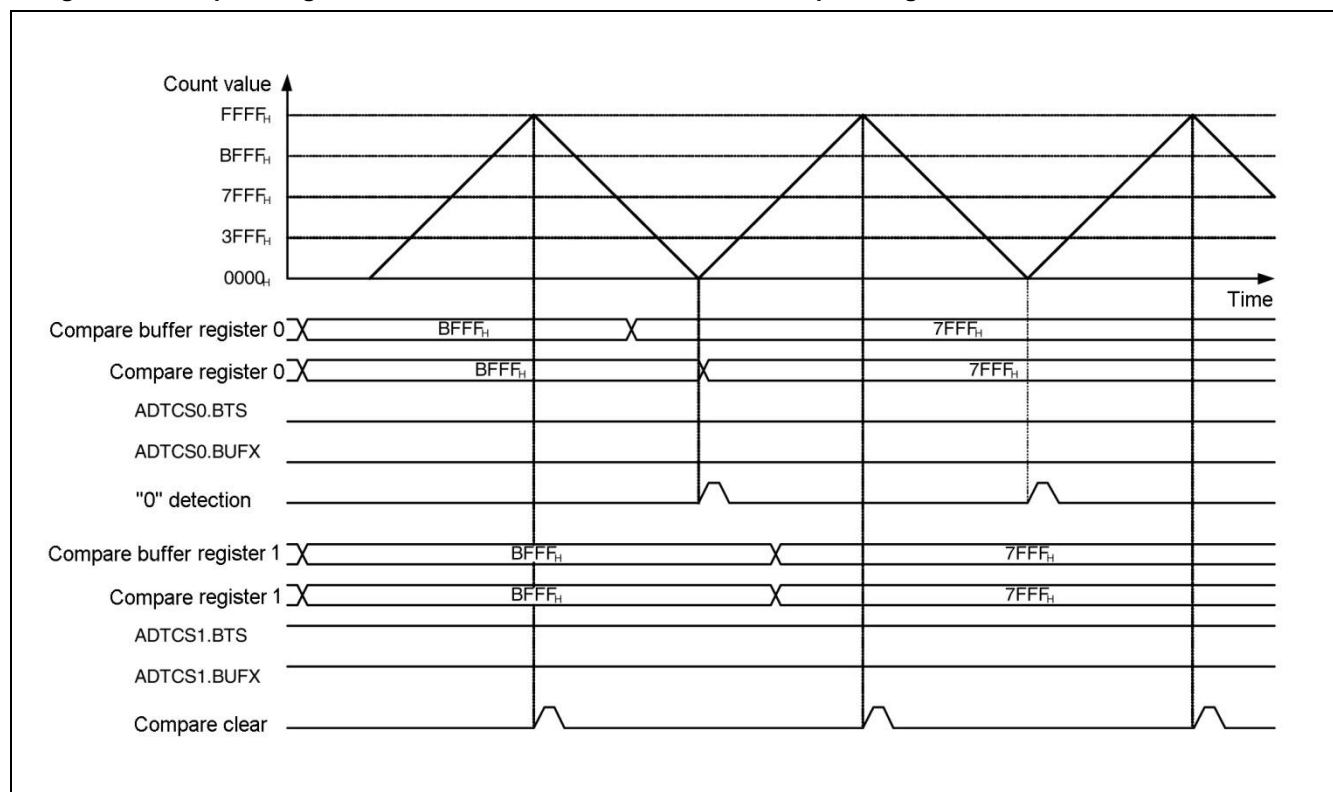 Count value
FFFFH
BFFFH
7FFFH
3FFFH
0000H
Time
Compare buffer register 0 BFFFH 7FFFH
Compare register 0 BFFFH 7FFFH
ADTCS0.BTS
ADTCS0.BUFX
"0" detection
Compare buffer register 1 BFFFH 7FFFH
Compare register 1 BFFFH 7FFFH
ADTCS1.BTS
ADTCS1.BUFX
Compare clear